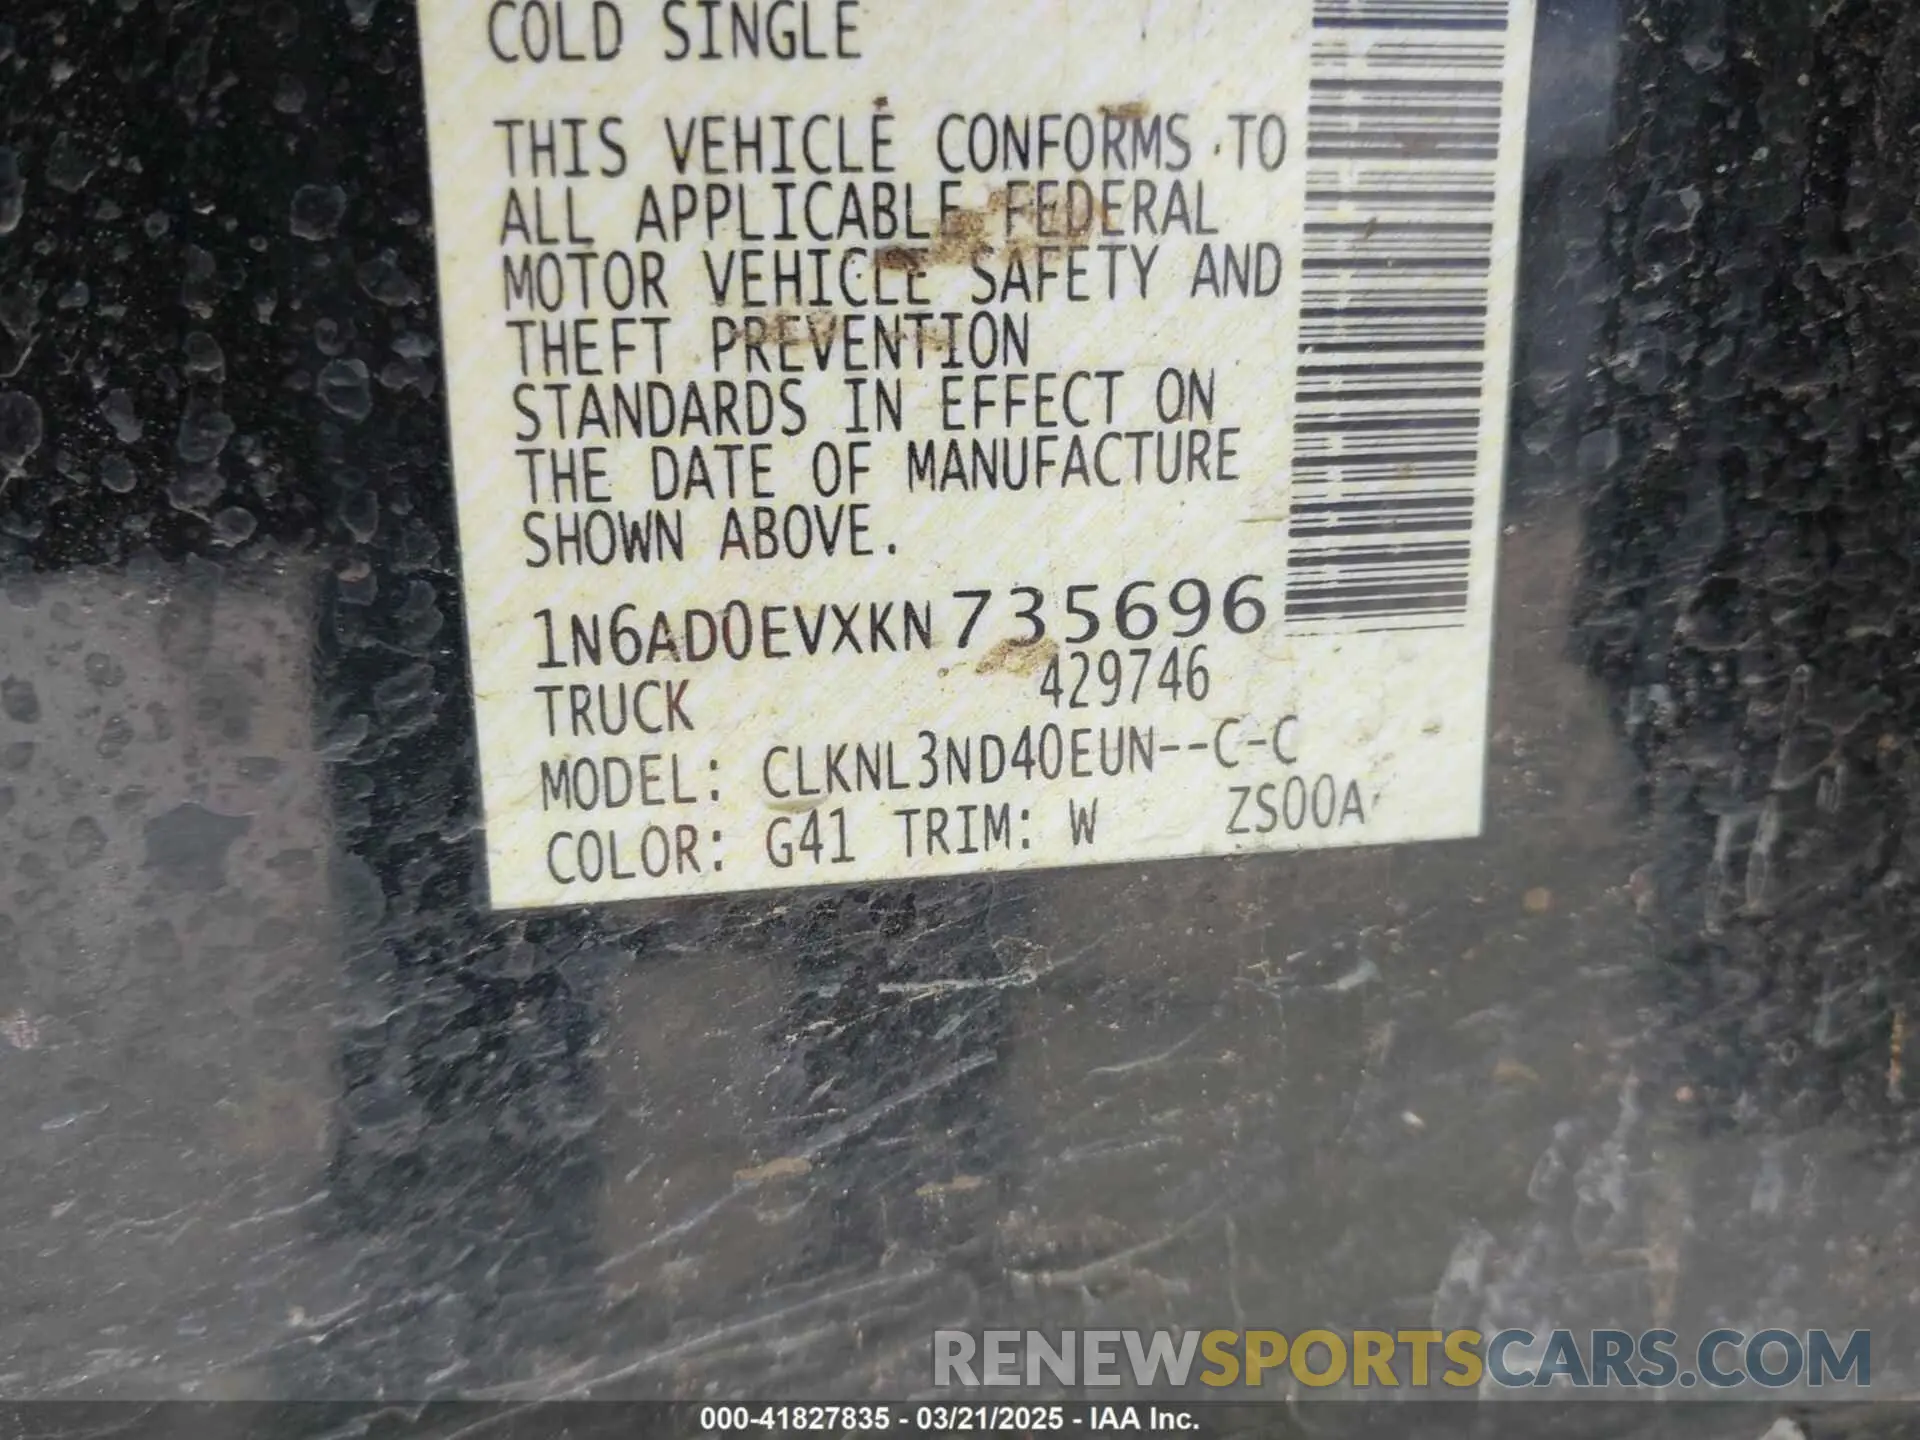 COLD SINGLE
THIS VEHICLE CONFORMS TO
ALL APPLICABLE FEDERAL
MOTOR VEHICLE SAFETY AND
THEFT PREVENTION
STANDARDS IN EFFECT ON
THE DATE OF MANUFACTURE
SHOWN ABOVE.
1N6AD0EVXKN735696
TRUCK 429746
MODEL: CLKNL3ND40EUN--C-C
COLOR: G41 TRIM: W ZS00A
RENEWSPORTSCARS.COM
000-41827835 - 03/21/2025 - IAA Inc.